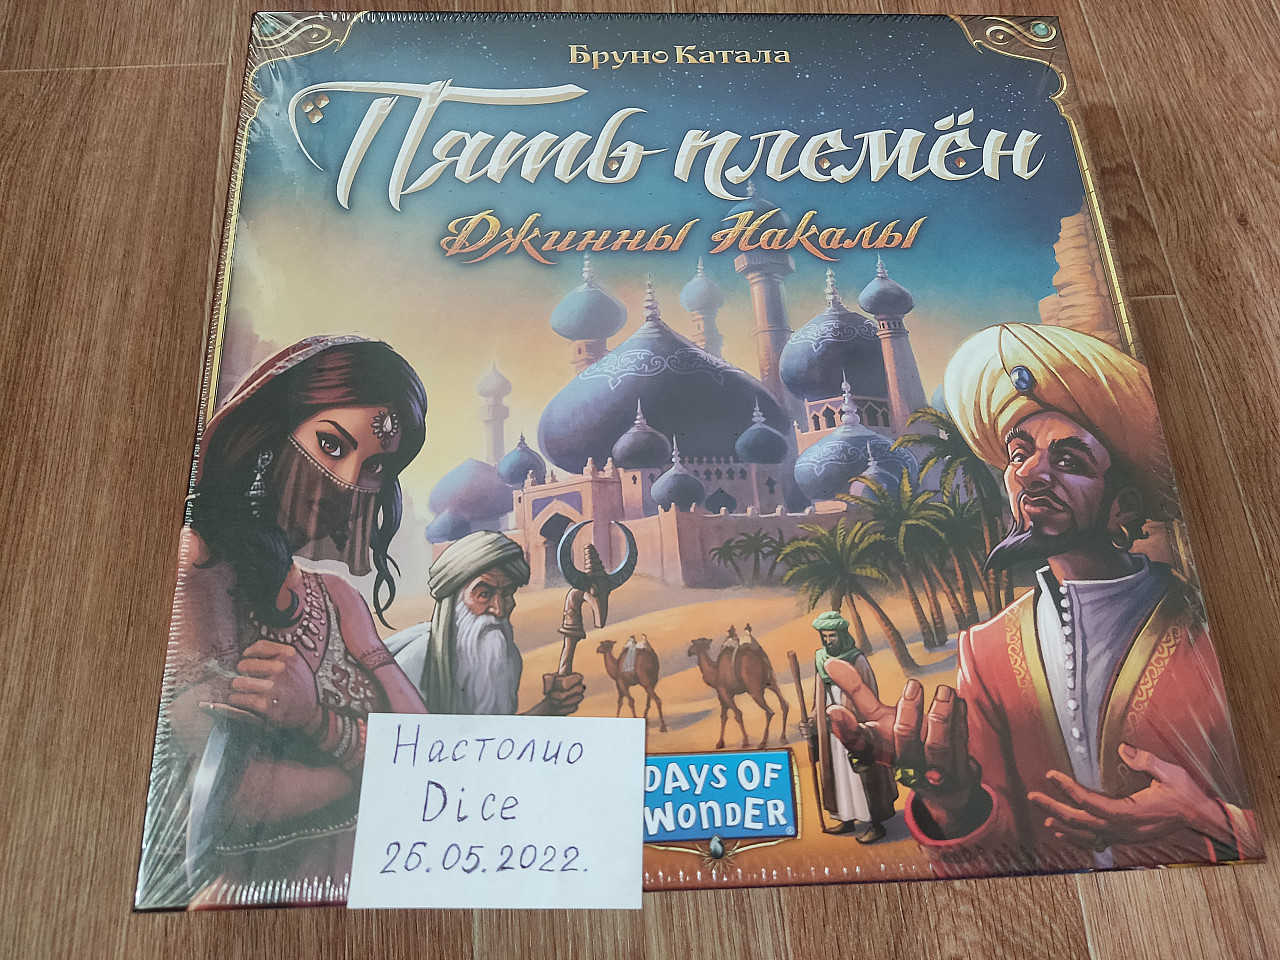 Бруно Катала
Пять племён
Джинны Накалы
DAYS OF
WONDER®
Настолио
Dice
26.05.2022.